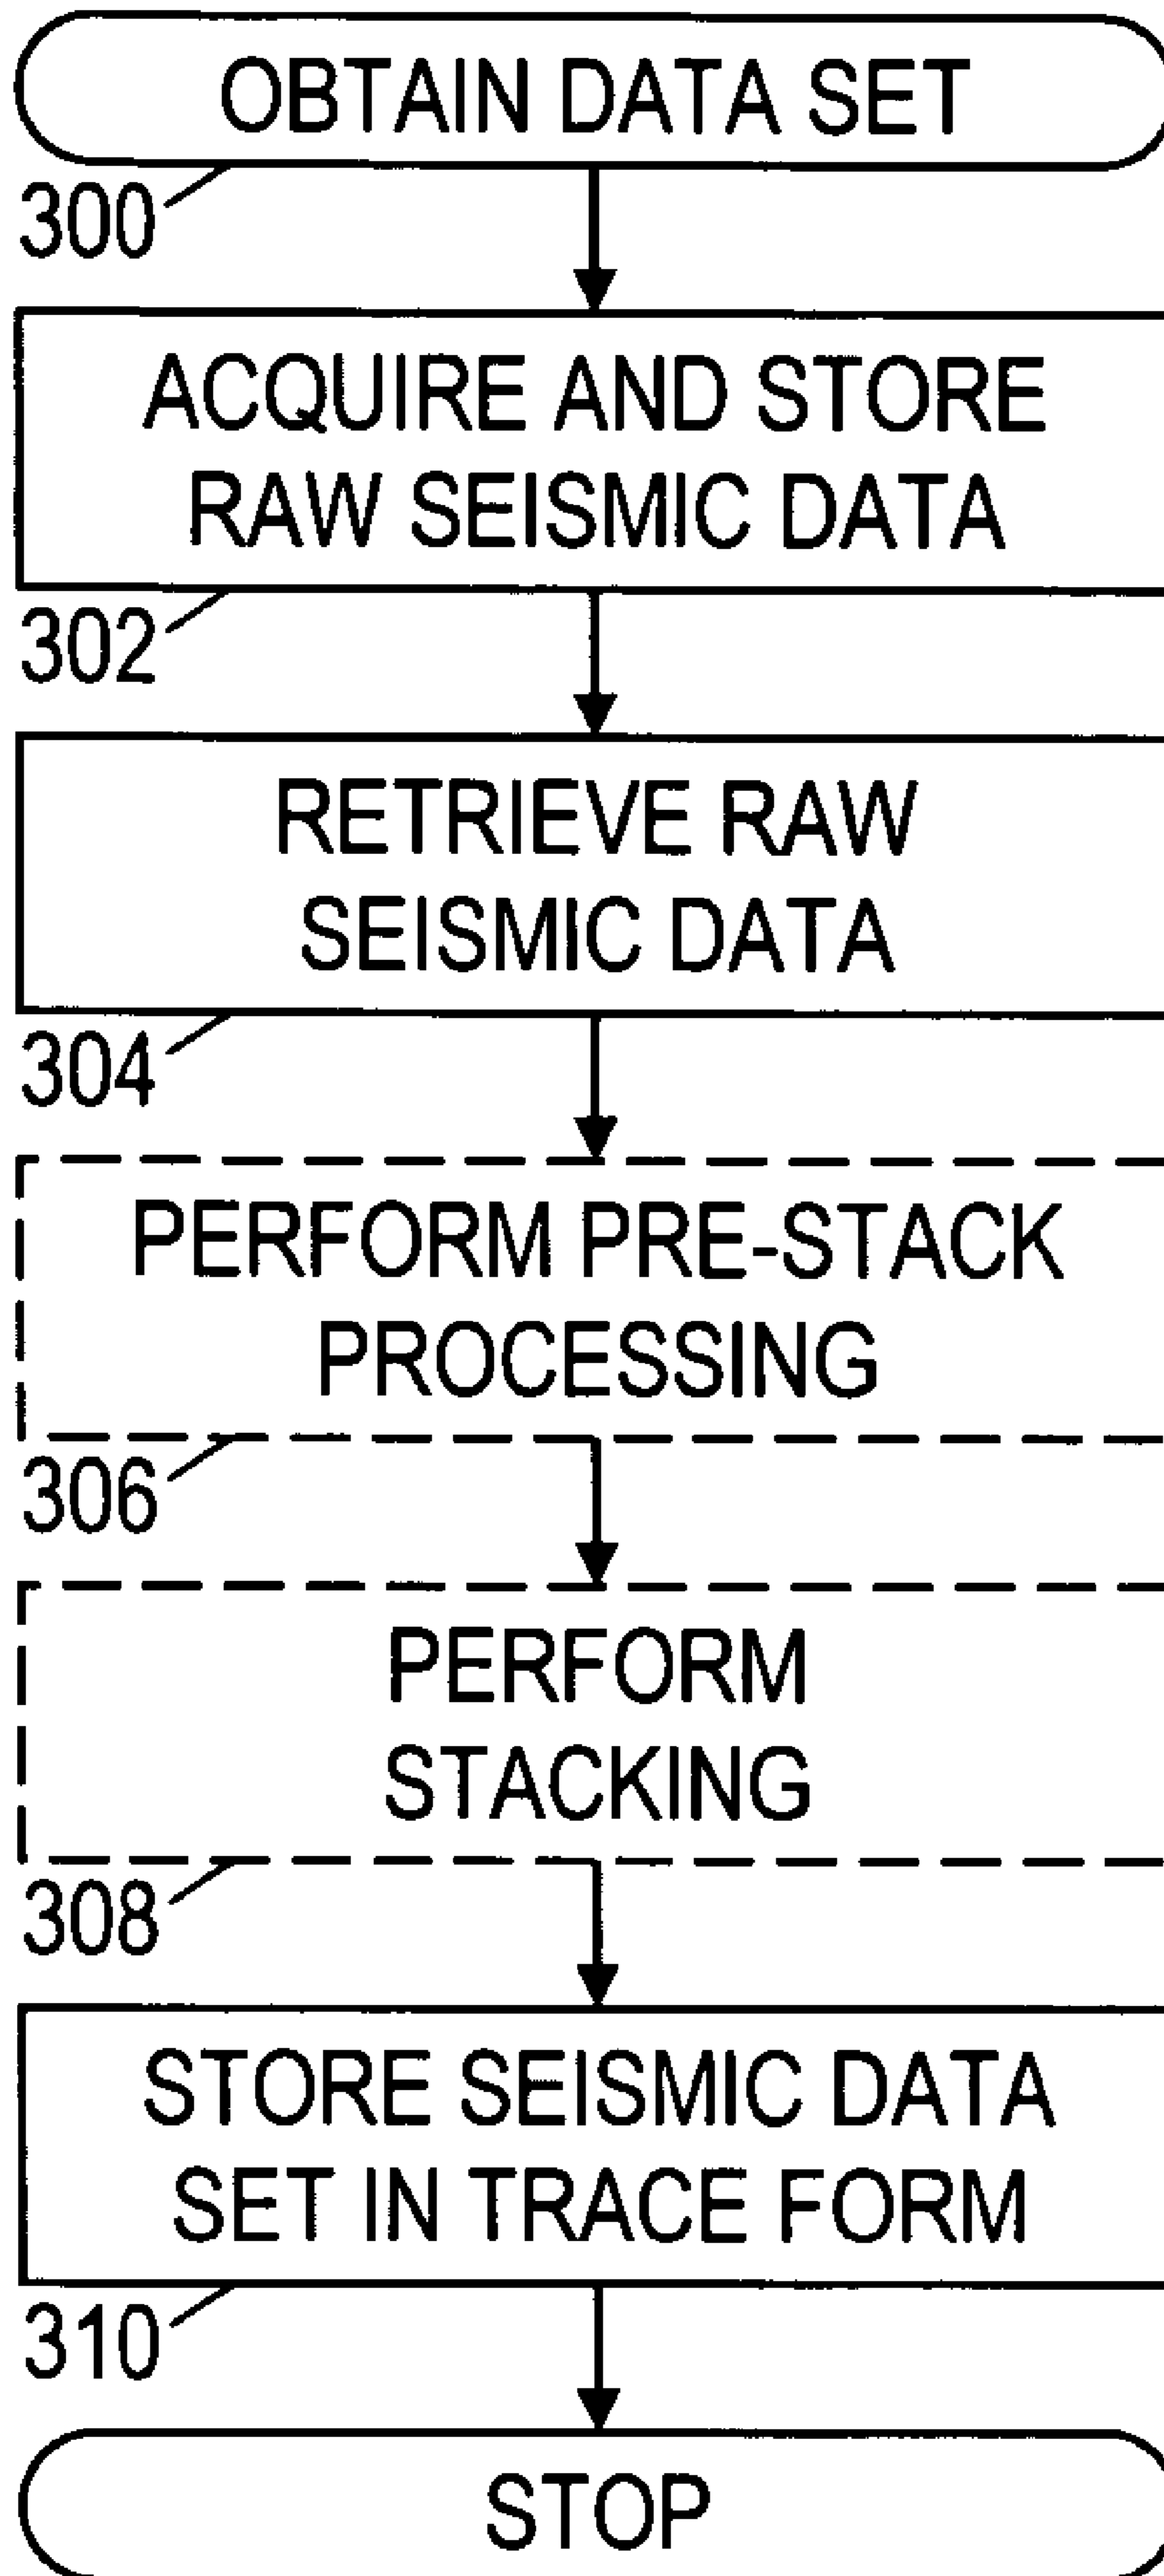 OBTAIN DATA SET
300
ACQUIRE AND STORE
RAW SEISMIC DATA
302
RETRIEVE RAW
SEISMIC DATA
304
PERFORM PRE-STACK
PROCESSING
306
PERFORM
STACKING
308
STORE SEISMIC DATA
SET IN TRACE FORM
310
STOP